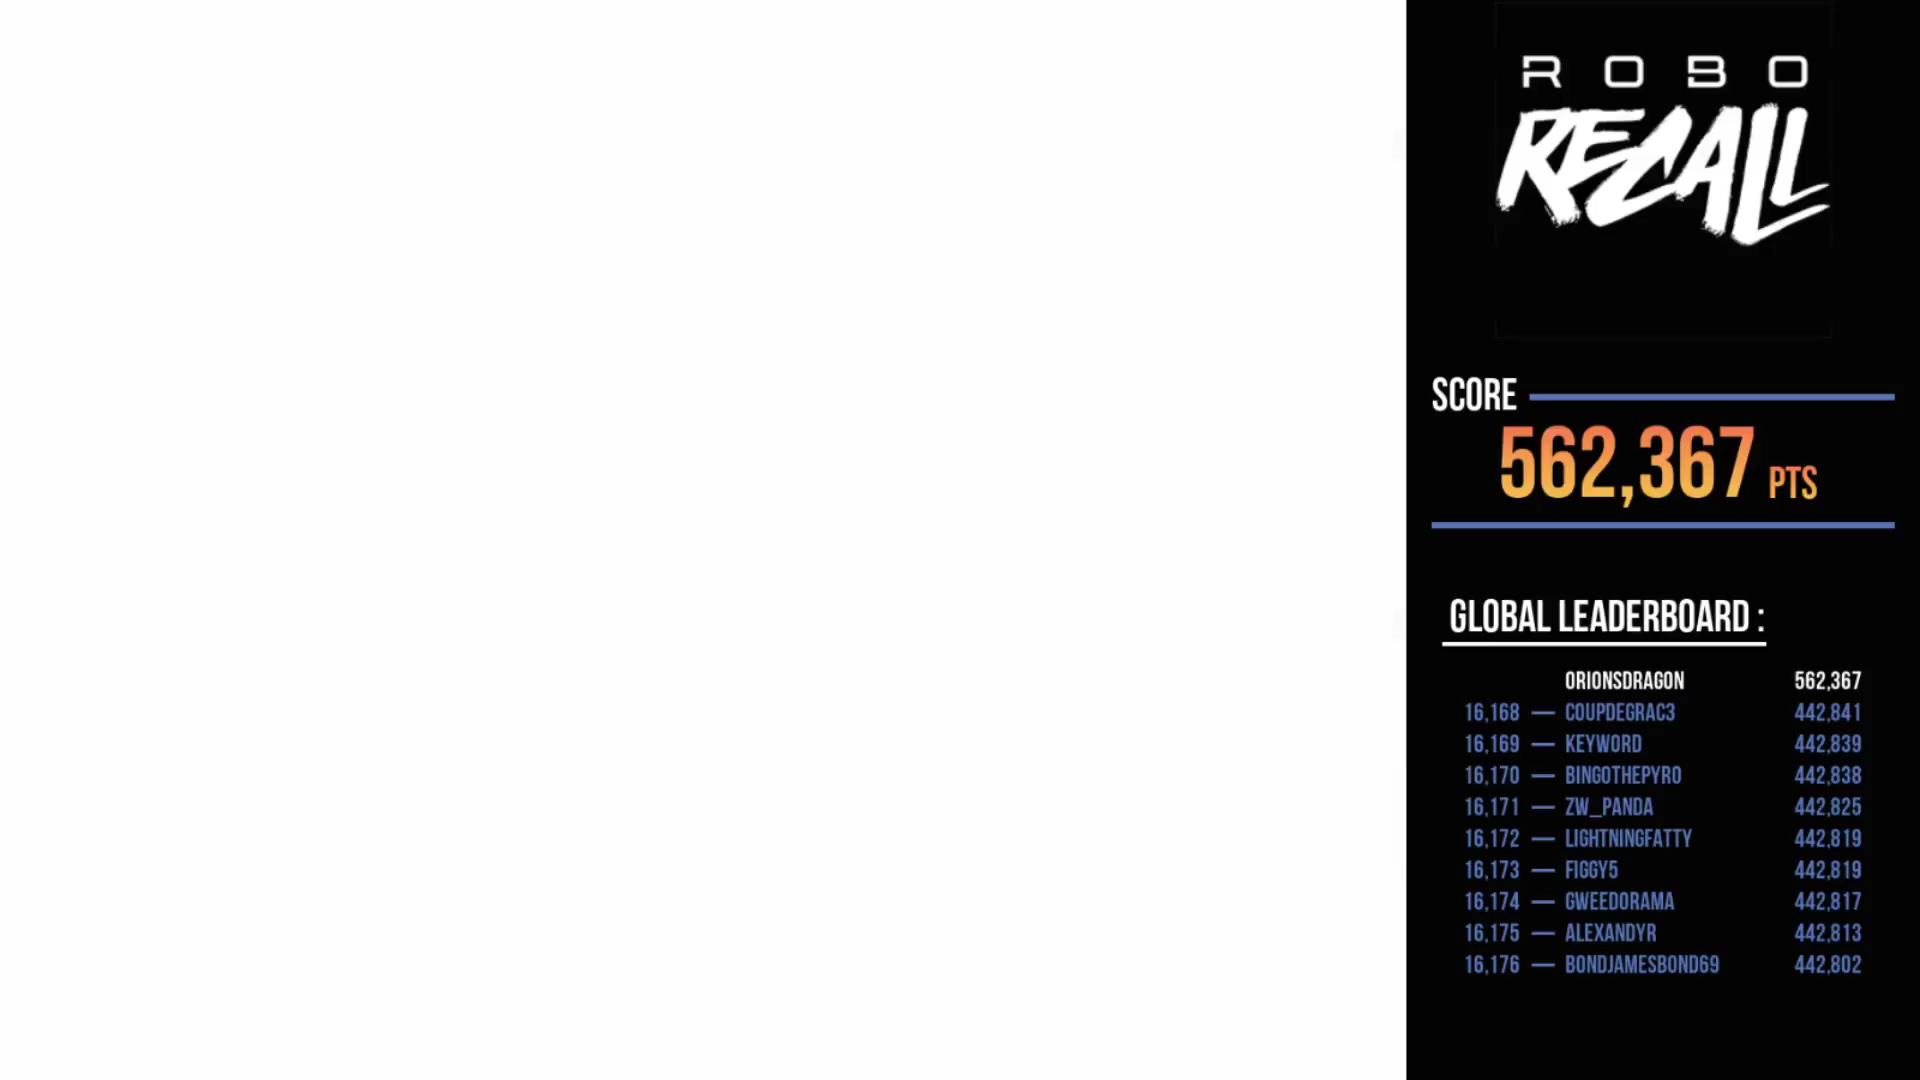 ROBO
RECALL
SCORE
562,367 PTS
GLOBAL LEADERBOARD :
ORIONSDRAGON 562,367
16,168 — COUPDEGRAC3 442,841
16,169 — KEYWORD 442,839
16,170 — BINGOTHEPYRO 442,838
16,171 — ZW_PANDA 442,825
16,172 — LIGHTNINGFATTY 442,819
16,173 — FIGGY5 442,819
16,174 — GWEEDORAMA 442,817
16,175 — ALEXANDYR 442,813
16,176 — BONDJAMESBOND69 442,802